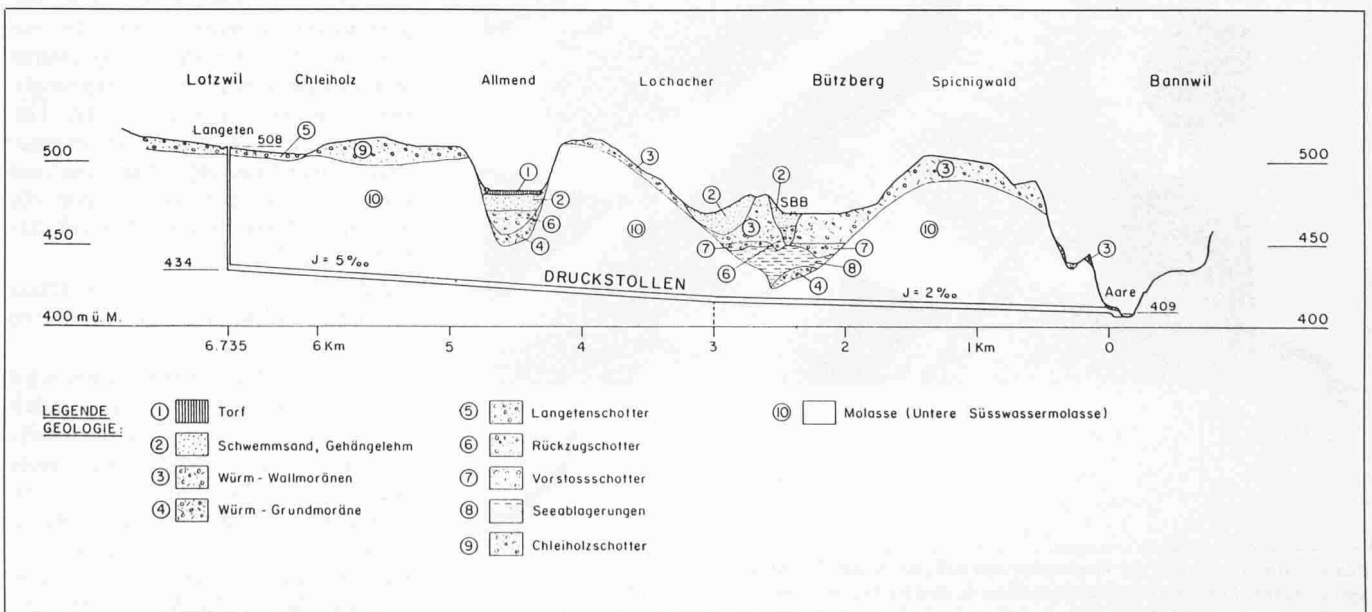 Lotzwil Chleiholz Allmend Lochacher Bützberg Spichigwald Bannwil
Langeten 508 ⑤
500 ⑨ ③ ③ 500
① ② ② SBB
⑩ ② ③ ⑩ ⑩
⑥ ⑦ ⑦ ③
450 ④ ⑥ ⑧ 450
434 J = 5 ‰ DRUCKSTOLLEN ④ J = 2 ‰ Aare 409
400 m ü. M. 400
6.735 6 Km 5 4 3 2 1 Km 0
LEGENDE
GEOLOGIE:
① Torf
② Schwemmsand, Gehängelehm
③ Würm - Wallmoränen
④ Würm - Grundmoräne
⑤ Langetenschotter
⑥ Rückzugschotter
⑦ Vorstossschotter
⑧ Seeablagerungen
⑨ Chleiholzschotter
⑩ Molasse (Untere Süsswassermolasse)